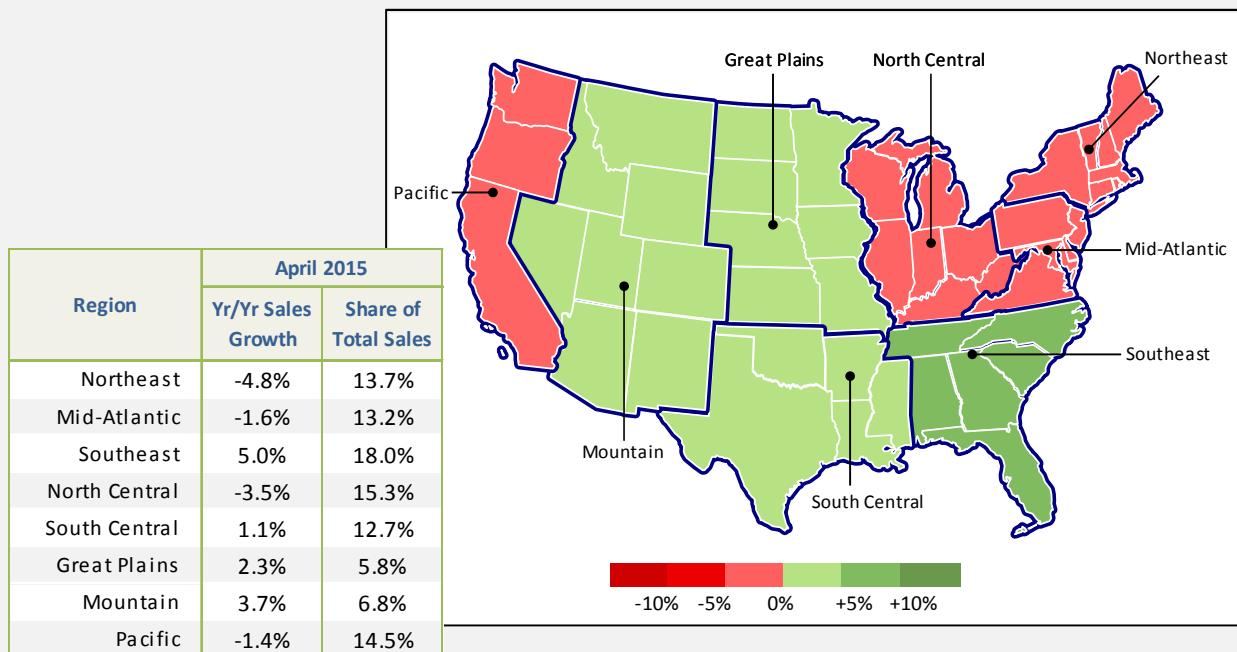 Great Plains
North Central
Northeast
Pacific
Mid-Atlantic
Southeast
Mountain
South Central
-10% -5% 0% +5% +10%
Region
April 2015
Yr/Yr Sales Growth
Share of Total Sales
Northeast -4.8% 13.7%
Mid-Atlantic -1.6% 13.2%
Southeast 5.0% 18.0%
North Central -3.5% 15.3%
South Central 1.1% 12.7%
Great Plains 2.3% 5.8%
Mountain 3.7% 6.8%
Pacific -1.4% 14.5%